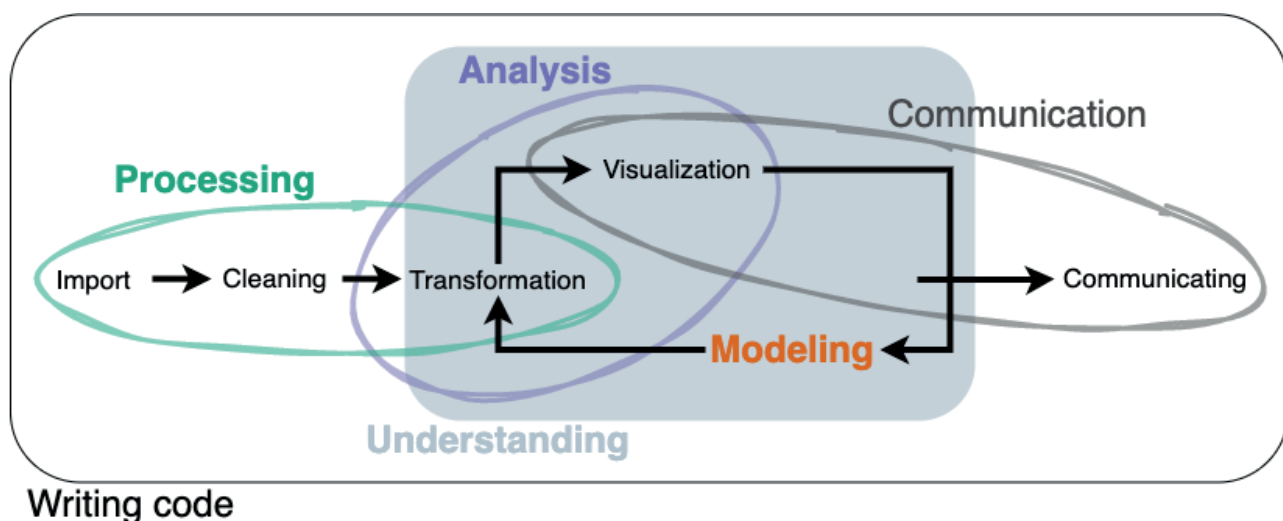 Analysis
Communication
Visualization
Processing
Import
Cleaning
Transformation
Communicating
Modeling
Understanding
Writing code